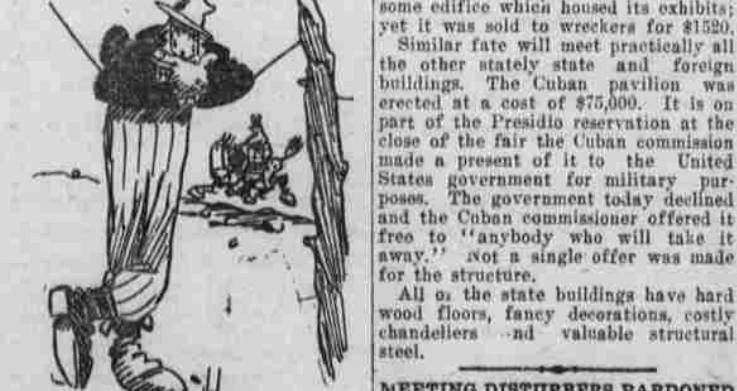 some edifice which housed its exhibits;
yet it was sold to wreckers for $1520.
Similar fate will meet practically all
the other stately state and foreign
buildings. The Cuban pavilion was
erected at a cost of $75,000. It is on
part of the Presidio reservation at the
close of the fair the Cuban commission
made a present of it to the United
States government for military pur-
poses. The government today declined
and the Cuban commissioner offered it
free to "anybody who will take it
away." Not a single offer was made
for the structure.
All of the state buildings have hard
wood floors, fancy decorations, costly
chandeliers nd valuable structural
steel.
MEETING DISTURBERS PARDONED